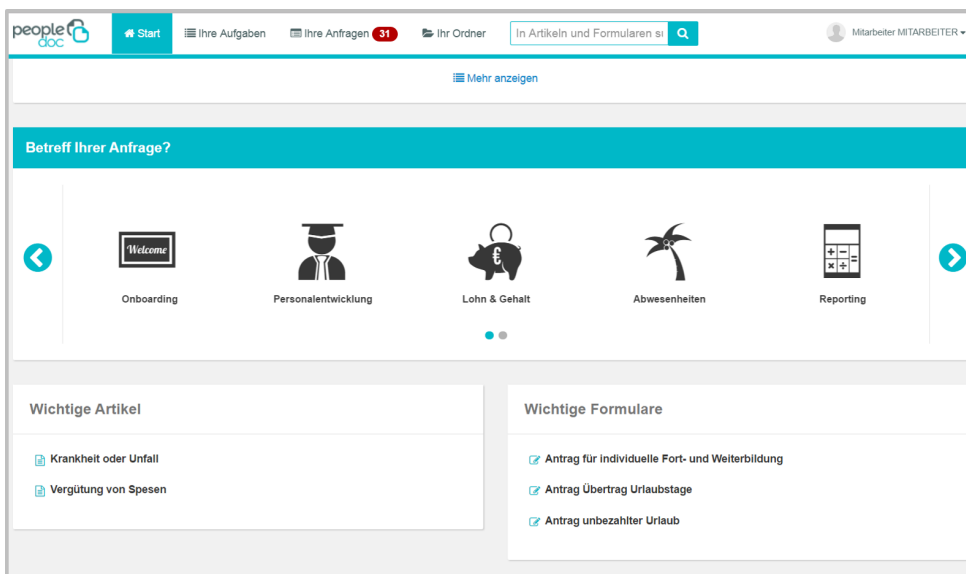 people doc
Start
Ihre Aufgaben
Ihre Anfragen 31
Ihr Ordner
In Artikeln und Formularen su
Mitarbeiter MITARBEITER
Mehr anzeigen
Betreff Ihrer Anfrage?
Welcome
€
+ −
× ÷
Onboarding
Personalentwicklung
Lohn & Gehalt
Abwesenheiten
Reporting
Wichtige Artikel
Krankheit oder Unfall
Vergütung von Spesen
Wichtige Formulare
Antrag für individuelle Fort- und Weiterbildung
Antrag Übertrag Urlaubstage
Antrag unbezahlter Urlaub